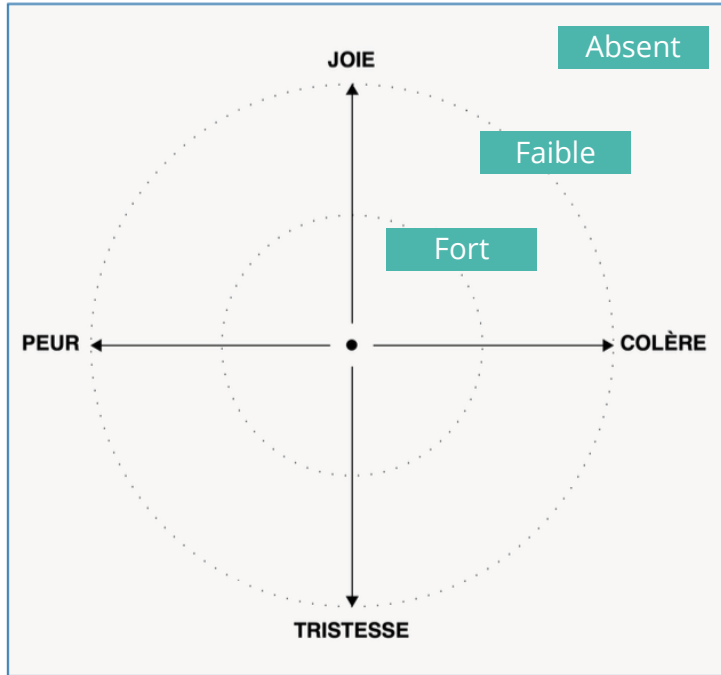 Absent
JOIE
Faible
Fort
PEUR
COLÈRE
TRISTESSE